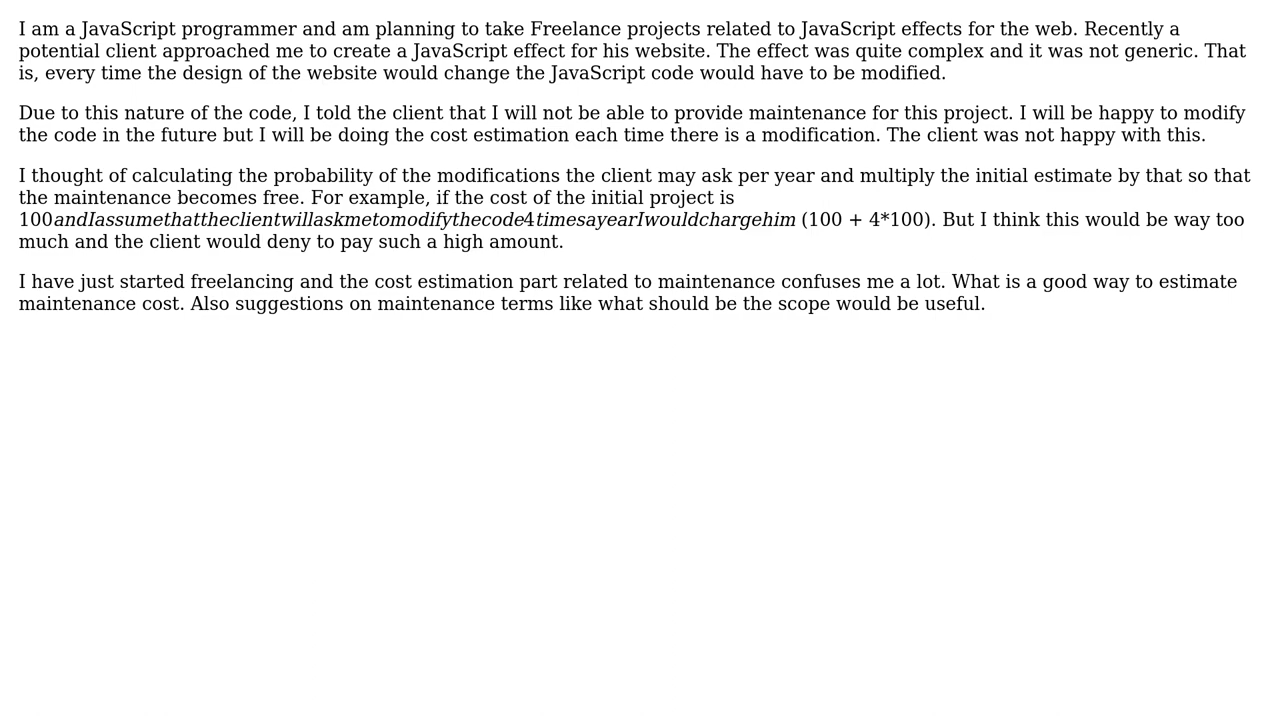 I am a JavaScript programmer and am planning to take Freelance projects related to JavaScript effects for the web. Recently a
potential client approached me to create a JavaScript effect for his website. The effect was quite complex and it was not generic. That
is, every time the design of the website would change the JavaScript code would have to be modified.
Due to this nature of the code, I told the client that I will not be able to provide maintenance for this project. I will be happy to modify
the code in the future but I will be doing the cost estimation each time there is a modification. The client was not happy with this.
I thought of calculating the probability of the modifications the client may ask per year and multiply the initial estimate by that so that
the maintenance becomes free. For example, if the cost of the initial project is
100andIassumethattheclientwillaskmetomodifythecode4timesayearIwouldchargehim (100 + 4*100). But I think this would be way too
much and the client would deny to pay such a high amount.
I have just started freelancing and the cost estimation part related to maintenance confuses me a lot. What is a good way to estimate
maintenance cost. Also suggestions on maintenance terms like what should be the scope would be useful.